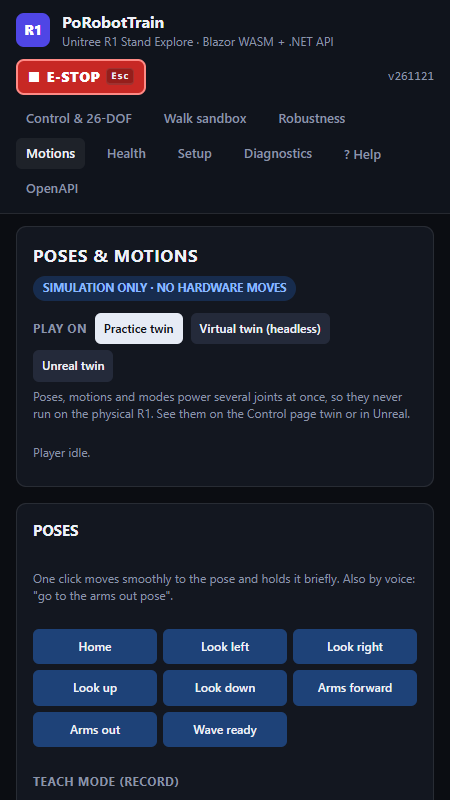 R1
PoRobotTrain
Unitree R1 Stand Explore · Blazor WASM + .NET API
E-STOP Esc
v261121
Control & 26-DOF Walk sandbox Robustness
Motions Health Setup Diagnostics ? Help
OpenAPI
POSES & MOTIONS
SIMULATION ONLY · NO HARDWARE MOVES
PLAY ON Practice twin Virtual twin (headless)
Unreal twin
Poses, motions and modes power several joints at once, so they never
run on the physical R1. See them on the Control page twin or in Unreal.
Player idle.
POSES
One click moves smoothly to the pose and holds it briefly. Also by voice:
"go to the arms out pose".
Home Look left Look right
Look up Look down Arms forward
Arms out Wave ready
TEACH MODE (RECORD)